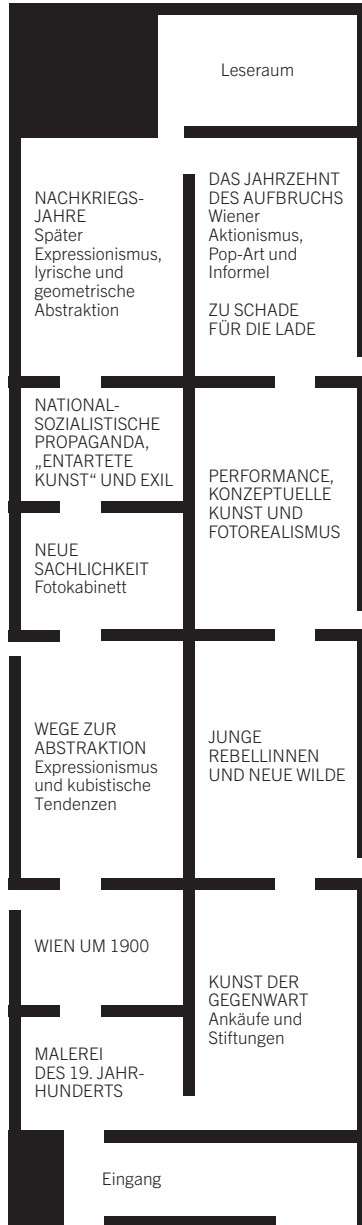 Leseraum
NACHKRIEGS-
JAHRE
Später
Expressionismus,
lyrische und
geometrische
Abstraktion
DAS JAHRZEHNT
DES AUFBRUCHS
Wiener
Aktionismus,
Pop-Art und
Informel
ZU SCHADE
FÜR DIE LADE
NATIONAL-
SOZIALISTISCHE
PROPAGANDA,
„ENTARTETE
KUNST“ UND EXIL
PERFORMANCE,
KONZEPTUELLE
KUNST UND
FOTOREALISMUS
NEUE
SACHLICHKEIT
Fotokabinett
WEGE ZUR
ABSTRAKTION
Expressionismus
und kubistische
Tendenzen
JUNGE
REBELLINNEN
UND NEUE WILDE
WIEN UM 1900
KUNST DER
GEGENWART
Ankäufe und
Stiftungen
MALEREI
DES 19. JAHR-
HUNDERTS
Eingang